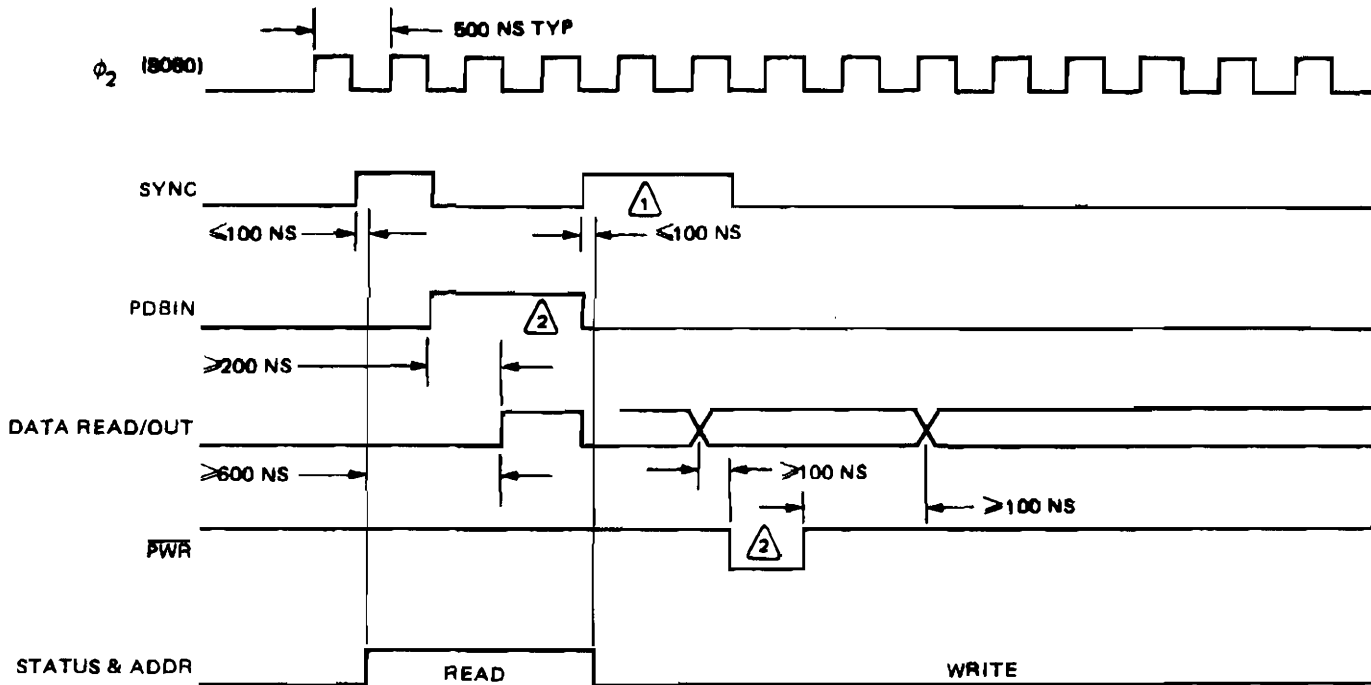 500 NS TYP
ϕ2 (8080)
SYNC
1
⩽100 NS
⩽100 NS
PDBIN
2
⩾200 NS
DATA READ/OUT
⩾600 NS
⩾100 NS
⩾100 NS
PWR
2
STATUS & ADDR
READ
WRITE